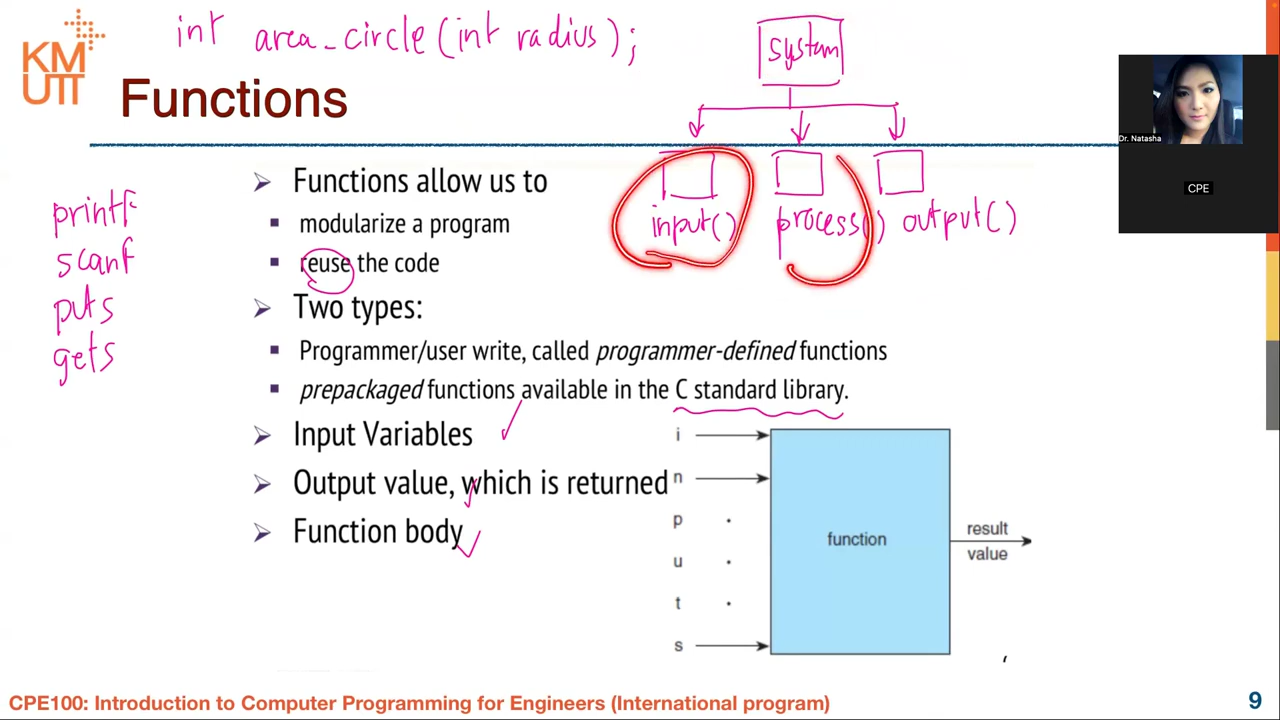 int area_circle(int radius);
system
KM
UTT
Functions
Dr. Natasha
CPE
Functions allow us to
modularize a program
reuse the code
input() process() output()
printf
scanf
puts
gets
Two types:
Programmer/user write, called programmer-defined functions
prepackaged functions available in the C standard library.
Input Variables
Output value, which is returned
Function body
i
n
p
u
t
s
function
result
value
CPE100: Introduction to Computer Programming for Engineers (International program)
9